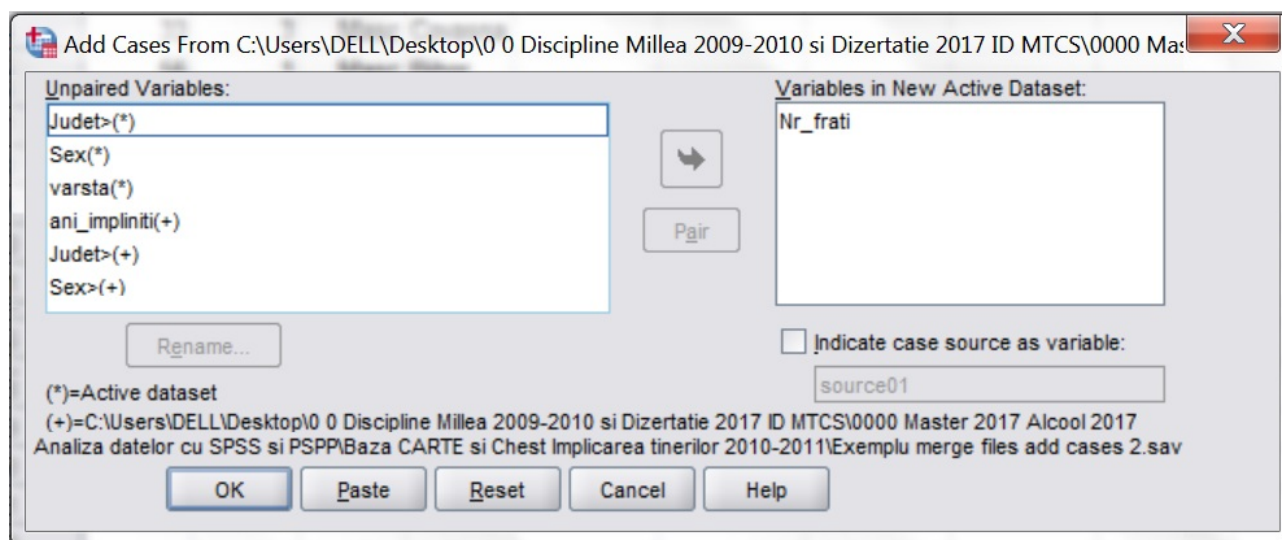 Add Cases From C:\Users\DELL\Desktop\0 0 Discipline Millea 2009-2010 si Dizertatie 2017 ID MTCS\0000 Mas
Unpaired Variables:
Judet>(*)
Sex(*)
varsta(*)
ani_impliniti(+)
Judet>(+)
Sex>(+)
Rename...
Pair
Variables in New Active Dataset:
Nr_frati
Indicate case source as variable:
source01
(*)=Active dataset
(+)=C:\Users\DELL\Desktop\0 0 Discipline Millea 2009-2010 si Dizertatie 2017 ID MTCS\0000 Master 2017 Alcool 2017
Analiza datelor cu SPSS si PSPP\Baza CARTE si Chest Implicarea tinerilor 2010-2011\Exemplu merge files add cases 2.sav
OK Paste Reset Cancel Help